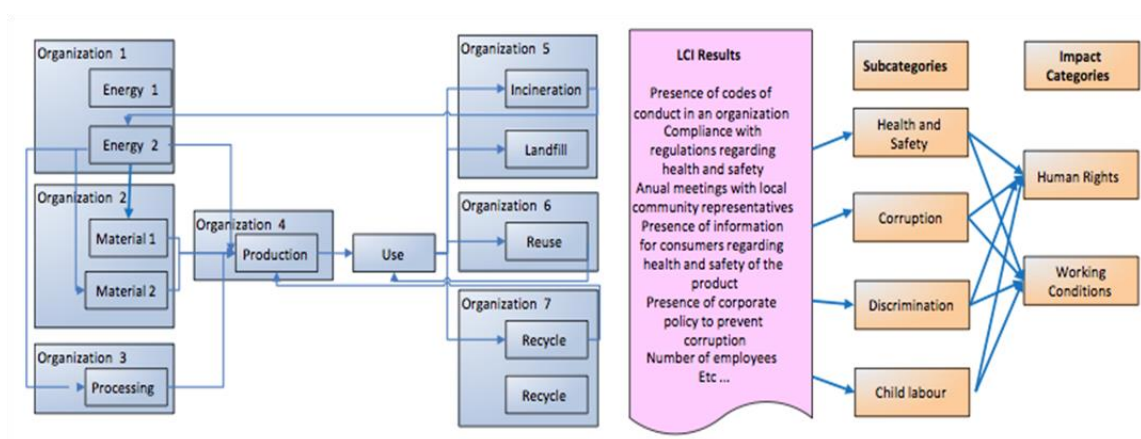 Organization 1
Energy 1
Energy 2
Organization 2
Material 1
Material 2
Organization 3
Processing
Organization 4
Production
Use
Organization 5
Incineration
Landfill
Organization 6
Reuse
Organization 7
Recycle
Recycle
LCI Results
Presence of codes of
conduct in an organization
Compliance with
regulations regarding
health and safety
Anual meetings with local
community representatives
Presence of information
for consumers regarding
health and safety of the
product
Presence of corporate
policy to prevent
corruption
Number of employees
Etc ...
Subcategories
Health and
Safety
Corruption
Discrimination
Child labour
Impact
Categories
Human Rights
Working
Conditions